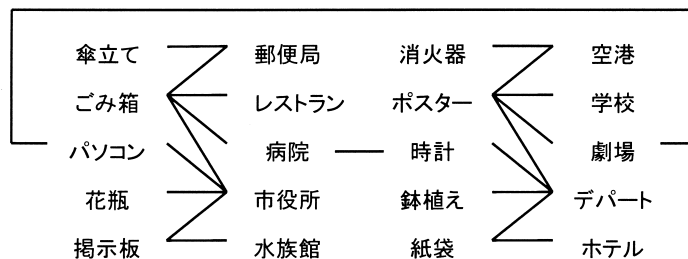 傘立て 郵便局 消火器 空港
ごみ箱 レストラン ポスター 学校
パソコン 病院 時計 劇場
花瓶 市役所 鉢植え デパート
掲示板 水族館 紙袋 ホテル